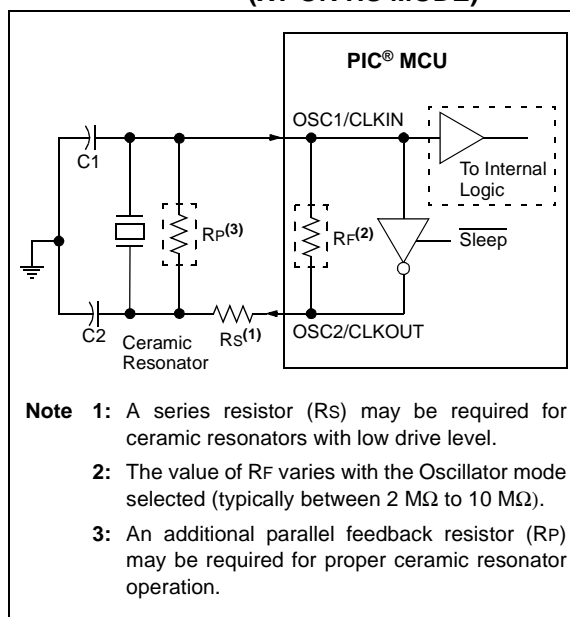 (XT OR HS MODE)
PIC® MCU
OSC1/CLKIN
C1
To Internal
Logic
RP(3)
RF(2)
Sleep
C2
Ceramic
Resonator
RS(1)
OSC2/CLKOUT
Note 1: A series resistor (RS) may be required for
ceramic resonators with low drive level.
2: The value of RF varies with the Oscillator mode
selected (typically between 2 MΩ to 10 MΩ).
3: An additional parallel feedback resistor (RP)
may be required for proper ceramic resonator
operation.